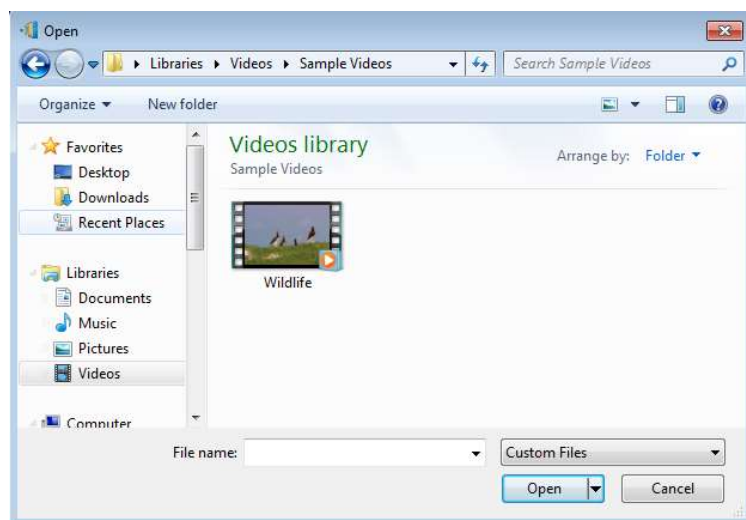 Open
Libraries Videos Sample Videos
Search Sample Videos
Organize New folder
Favorites
Desktop
Downloads
Recent Places
Libraries
Documents
Music
Pictures
Videos
Computer
Videos library
Sample Videos
Arrange by: Folder
Wildlife
File name:
Custom Files
Open
Cancel